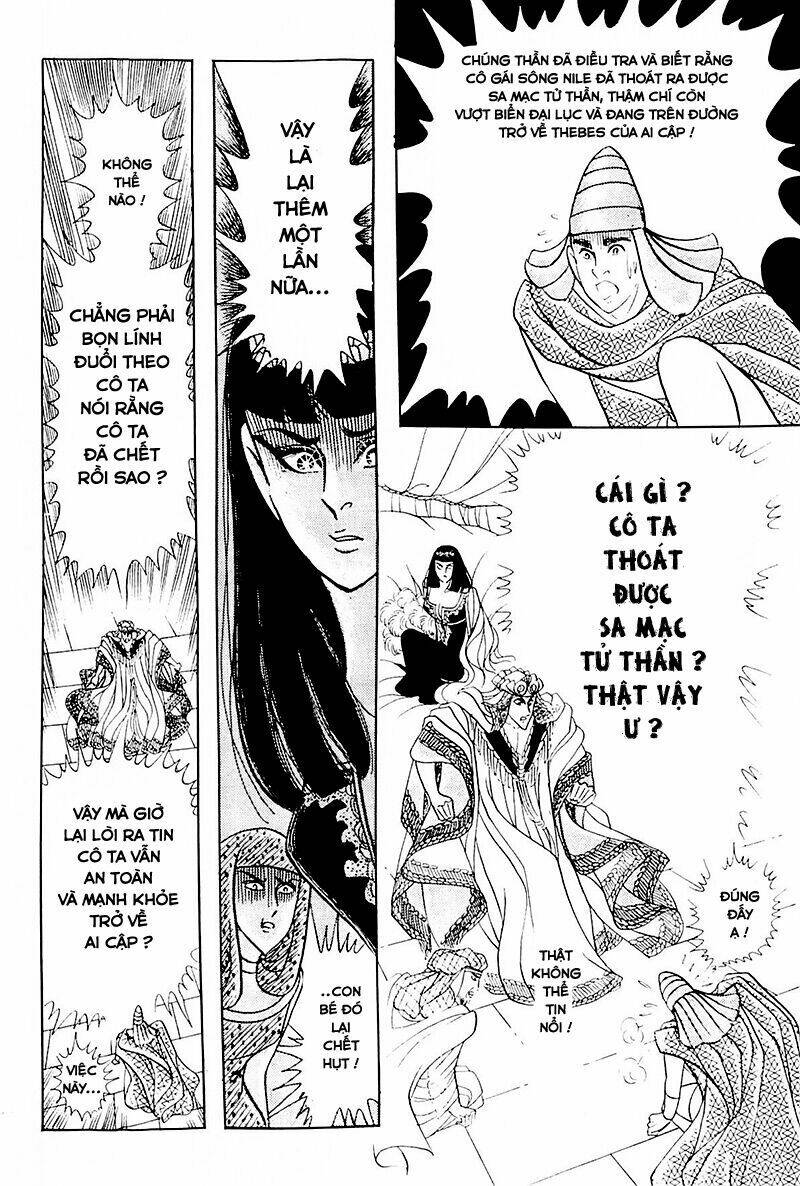 CHÚNG THẦN ĐÃ ĐIỀU TRA VÀ BIẾT RẰNG
CÔ GÁI SÔNG NILE ĐÃ THOÁT RA ĐƯỢC
SA MẠC TỬ THẦN, THẬM CHÍ CÒN
VƯỢT BIỂN ĐẠI LỤC VÀ ĐANG TRÊN ĐƯỜNG
TRỞ VỀ THEBES CỦA AI CẬP !
CÁI GÌ ?
CÔ TA
THOÁT
ĐƯỢC
SA MẠC
TỬ THẦN ?
THẬT VẬY
Ư ?
ĐÚNG
ĐẤY
Ạ !
THẬT
KHÔNG
THỂ
TIN
NỔI !
VẬY
LÀ
LẠI
THÊM
MỘT
LẦN
NỮA...
..CON
BÉ ĐÓ
LẠI
CHẾT
HỤT !
KHÔNG
THỂ
NÀO !
CHẲNG PHẢI
BỌN LÍNH
ĐUỔI THEO
CÔ TA
NÓI RẰNG
CÔ TA
ĐÃ CHẾT
RỒI SAO ?
VẬY MÀ GIỜ
LẠI LÒI RA TIN
CÔ TA VẪN
AN TOÀN
VÀ MẠNH KHỎE
TRỞ VỀ
AI CẬP ?
VIỆC
NÀY...